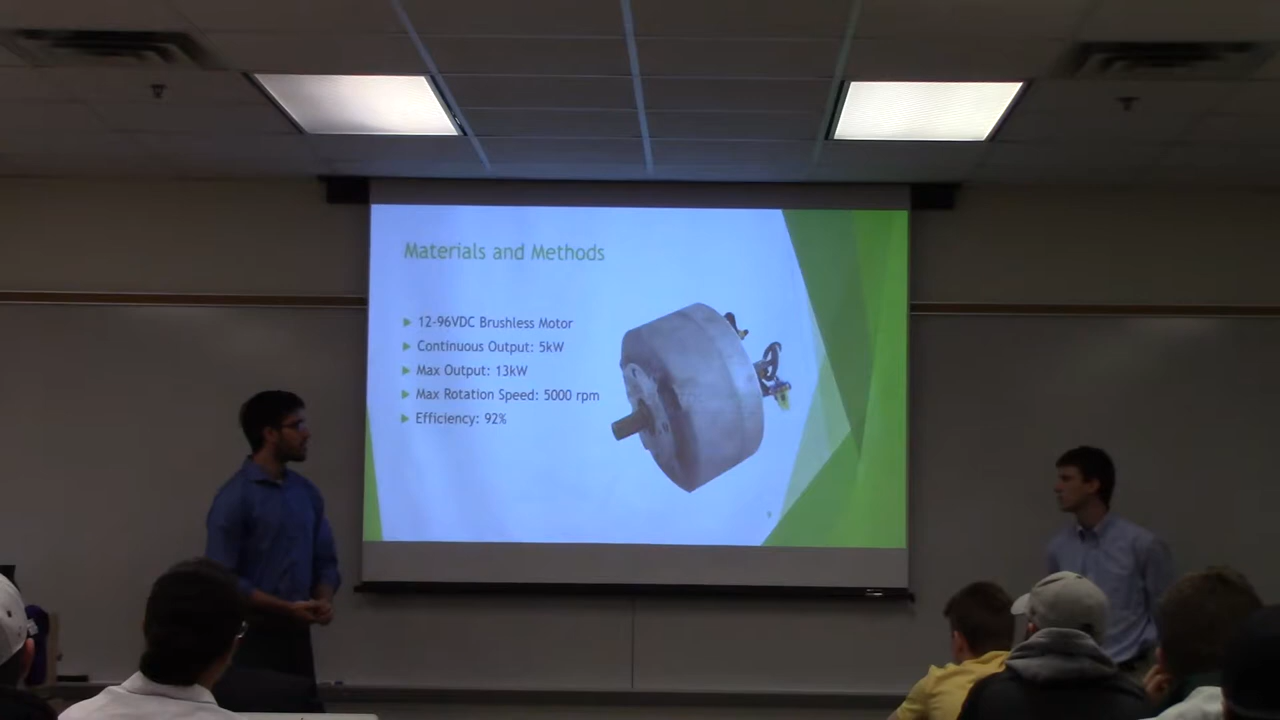 Materials and Methods
12-96VDC Brushless Motor
Continuous Output: 5kW
Max Output: 13kW
Max Rotation Speed: 5000 rpm
Efficiency: 92%